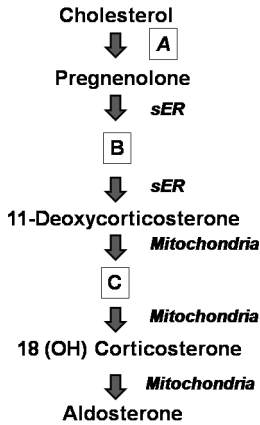 Cholesterol
A
Pregnenolone
sER
B
sER
11-Deoxycorticosterone
Mitochondria
C
Mitochondria
18 (OH) Corticosterone
Mitochondria
Aldosterone